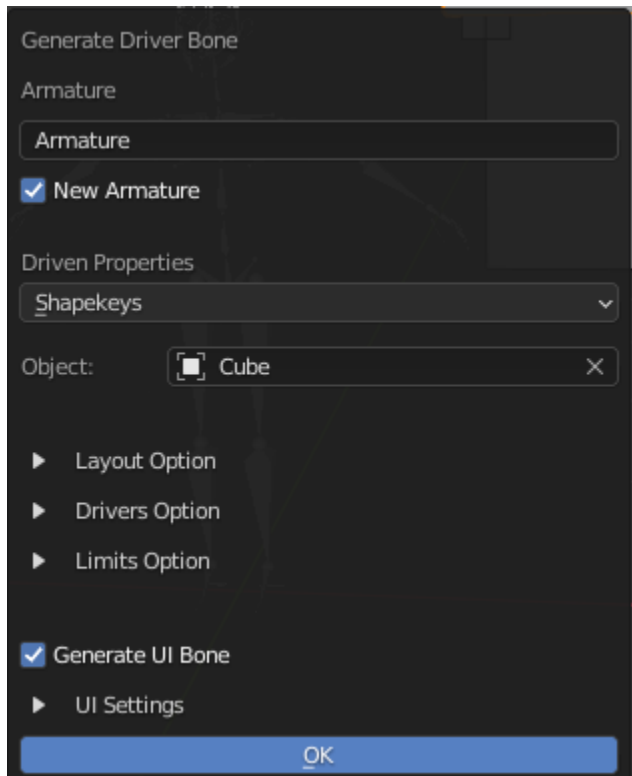 Generate Driver Bone
Armature
Armature
New Armature
Driven Properties
Shapekeys
Object: Cube
Layout Option
Drivers Option
Limits Option
Generate UI Bone
UI Settings
OK